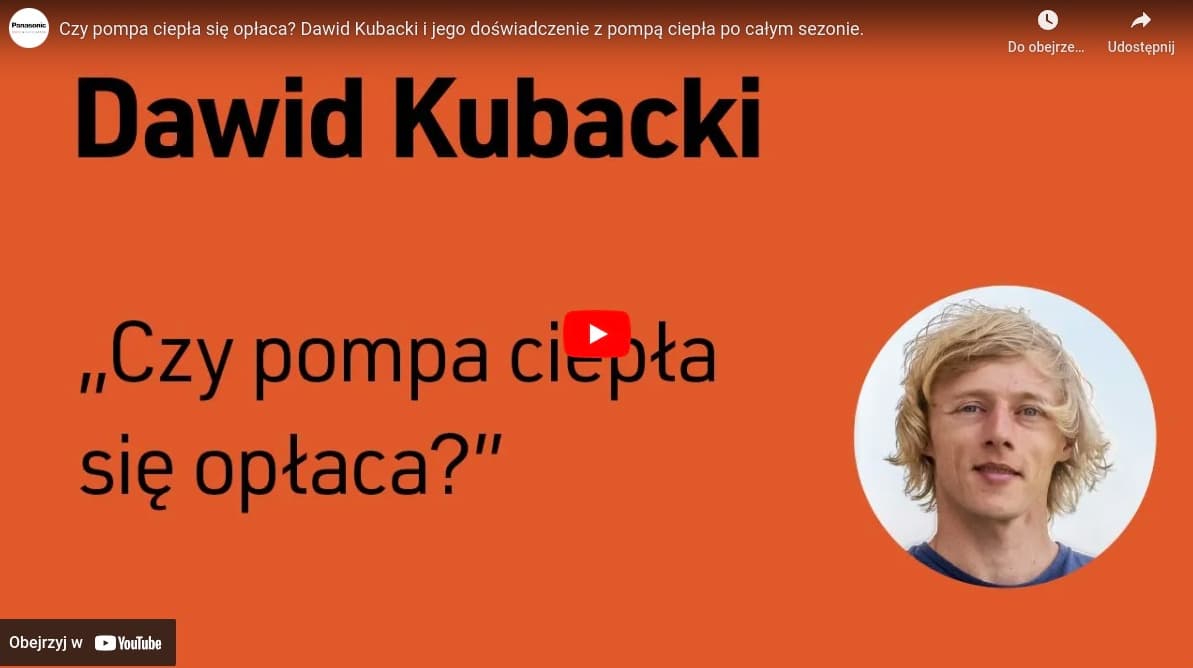 Panasonic
Czy pompa ciepła się opłaca? Dawid Kubacki i jego doświadczenie z pompą ciepła po całym sezonie.
Do obejrze...
Udostępnij
Dawid Kubacki
„Czy pompa ciepła
się opłaca?”
Obejrzyj w YouTube